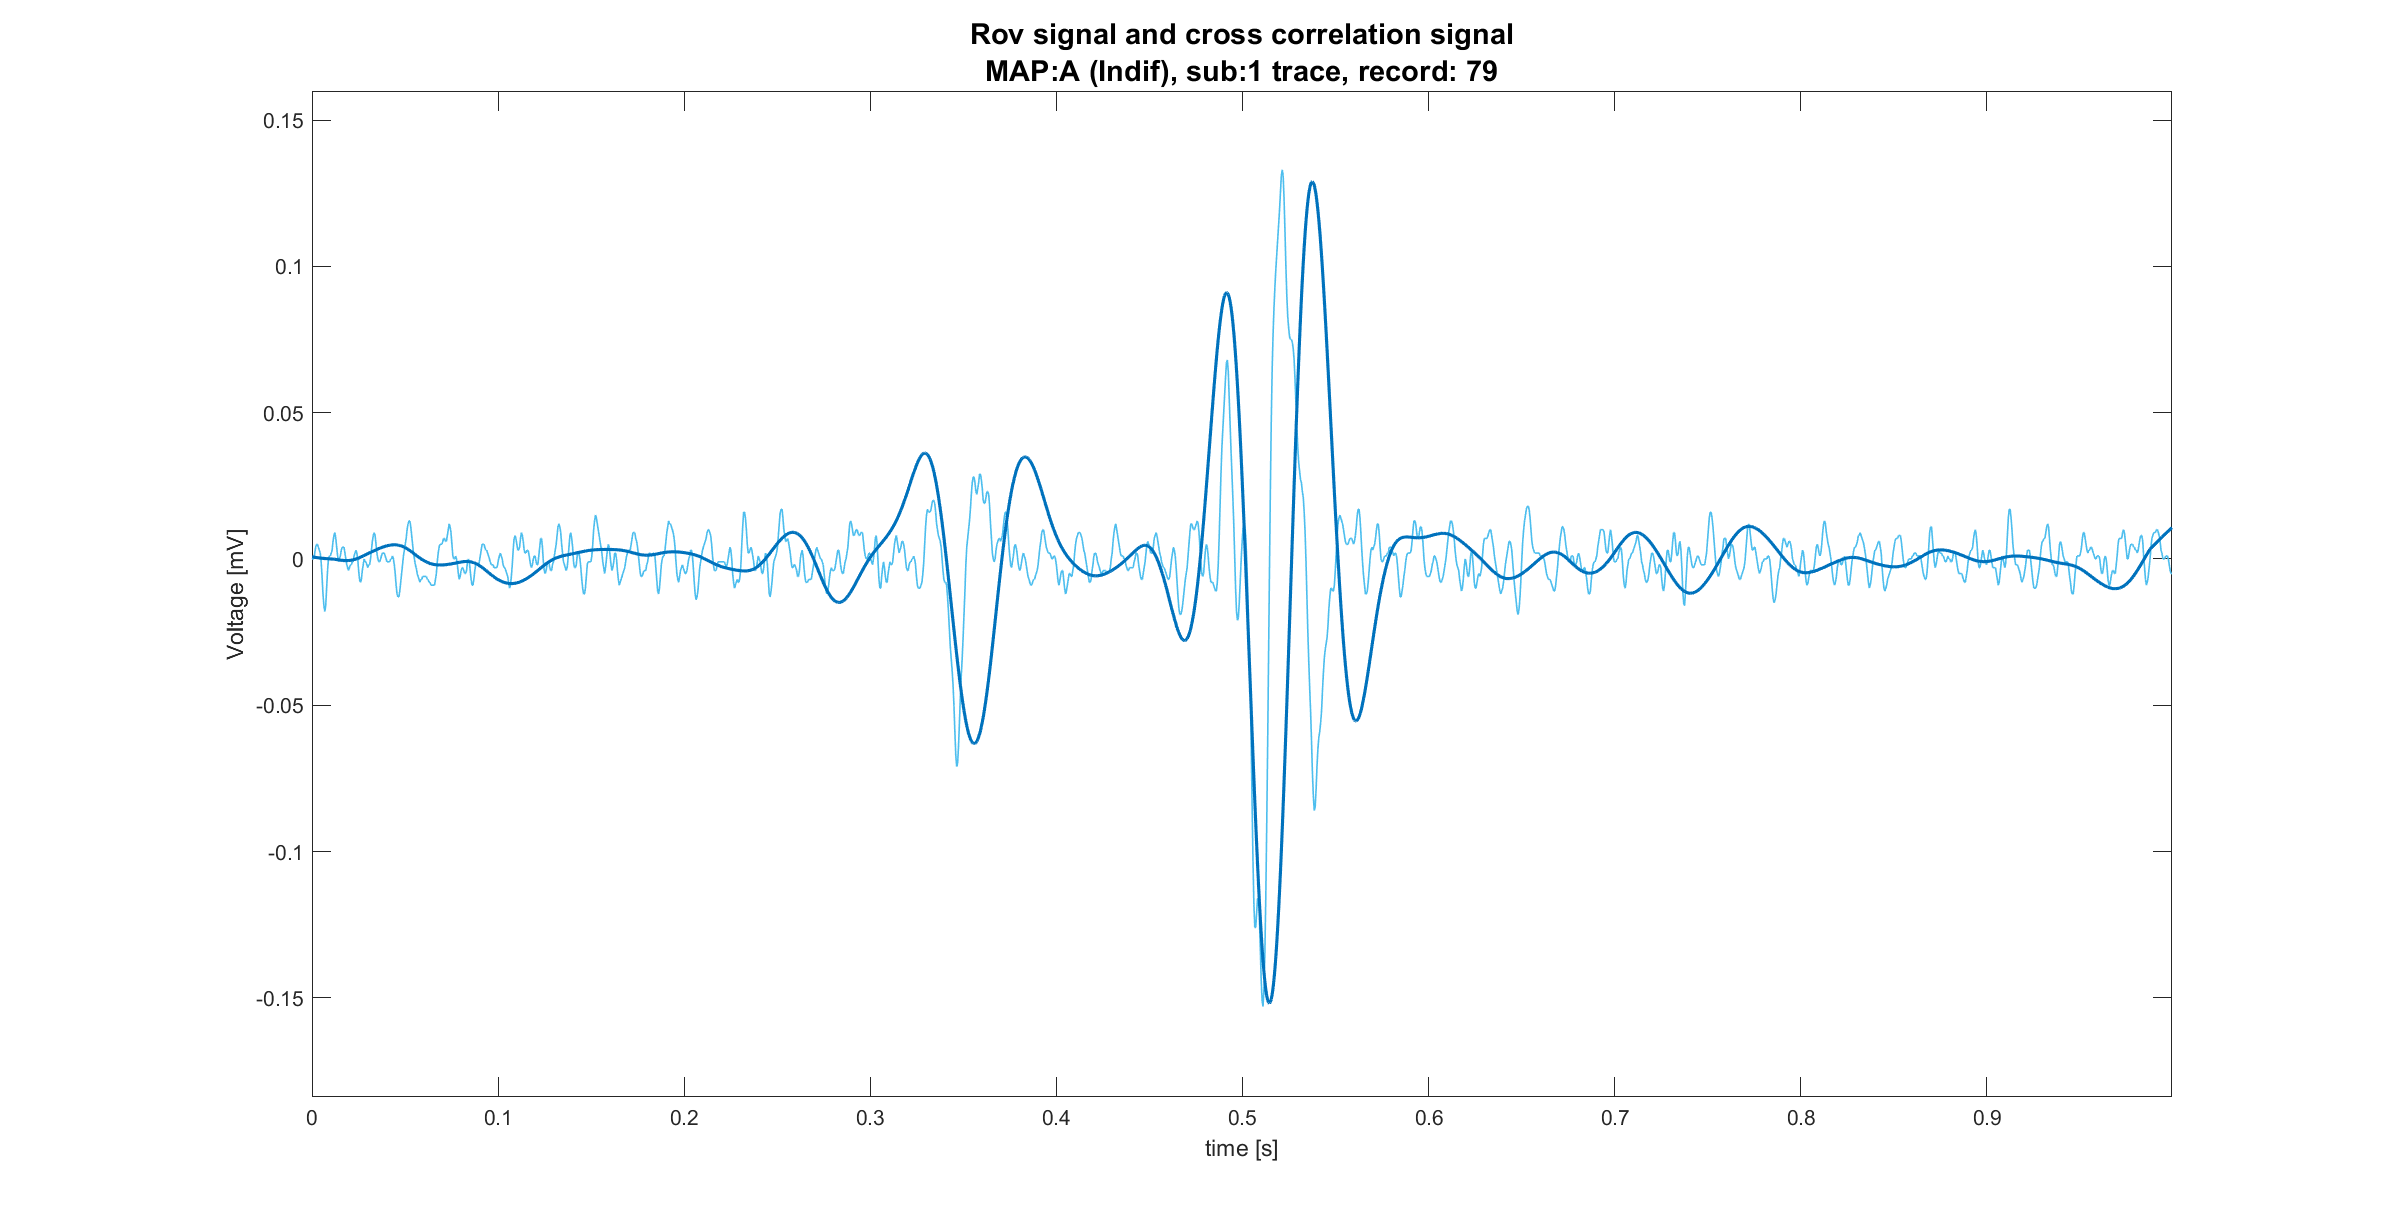 Rov signal and cross correlation signal
MAP:A (Indif), sub:1 trace, record: 79
0.15
0.1
0.05
0
-0.05
-0.1
-0.15
Voltage [mV]
0 0.1 0.2 0.3 0.4 0.5 0.6 0.7 0.8 0.9
time [s]